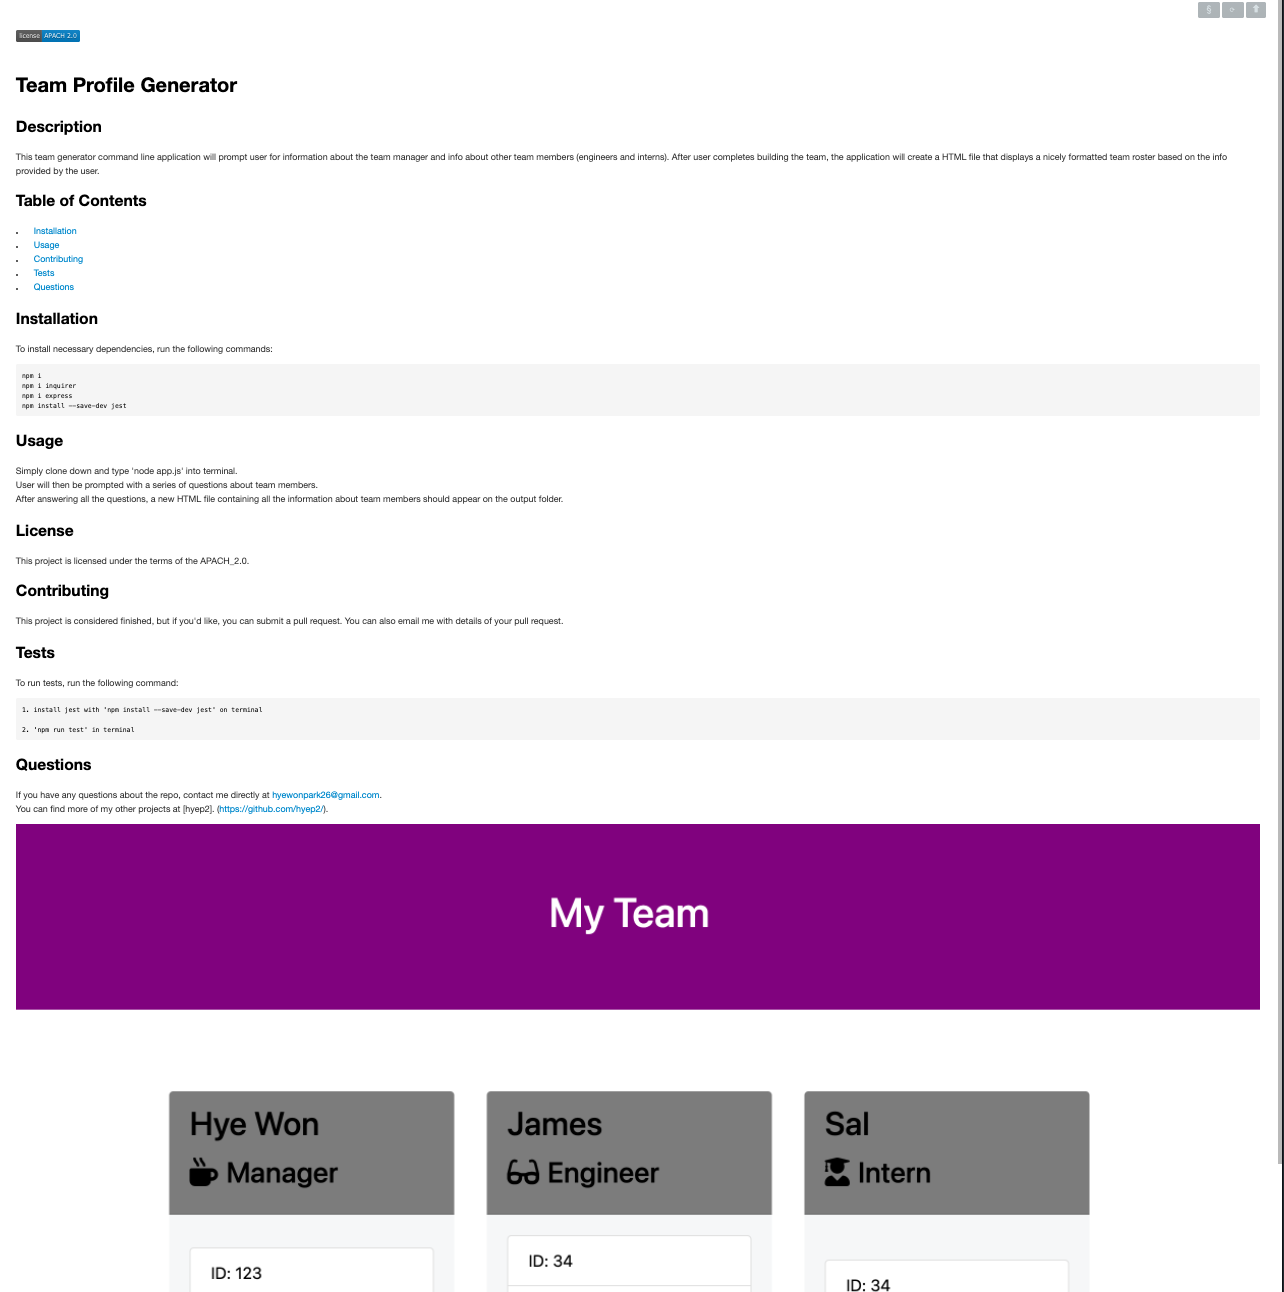 license APACH 2.0
Team Profile Generator
Description
This team generator command line application will prompt user for information about the team manager and info about other team members (engineers and interns). After user completes building the team, the application will create a HTML file that displays a nicely formatted team roster based on the info
provided by the user.
Table of Contents
Installation
Usage
Contributing
Tests
Questions
Installation
To install necessary dependencies, run the following commands:
npm i
npm i inquirer
npm i express
npm install --save-dev jest
Usage
Simply clone down and type 'node app.js' into terminal.
User will then be prompted with a series of questions about team members.
After answering all the questions, a new HTML file containing all the information about team members should appear on the output folder.
License
This project is licensed under the terms of the APACH_2.0.
Contributing
This project is considered finished, but if you'd like, you can submit a pull request. You can also email me with details of your pull request.
Tests
To run tests, run the following command:
1. install jest with 'npm install --save-dev jest' on terminal
2. 'npm run test' in terminal
Questions
If you have any questions about the repo, contact me directly at hyewonpark26@gmail.com.
You can find more of my other projects at [hyep2]. (https://github.com/hyep2/).
My Team
Hye Won
Manager
ID: 123
James
Engineer
ID: 34
Sal
Intern
ID: 34